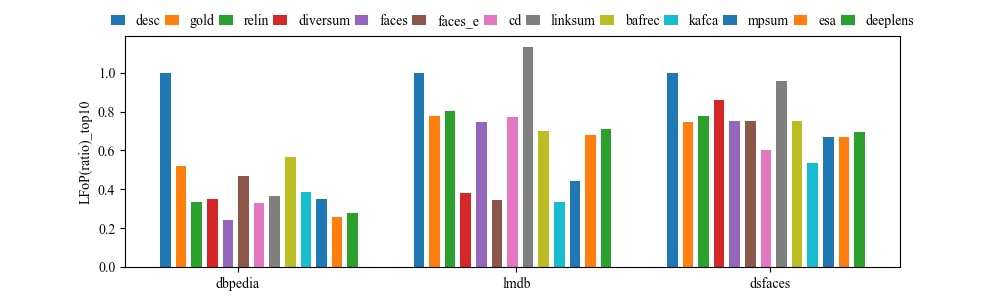 desc gold relin diversum faces faces_e cd linksum bafrec kafca mpsum esa deeplens
LFoP(ratio)_top10
1.0
0.8
0.6
0.4
0.2
0.0
dbpedia lmdb dsfaces